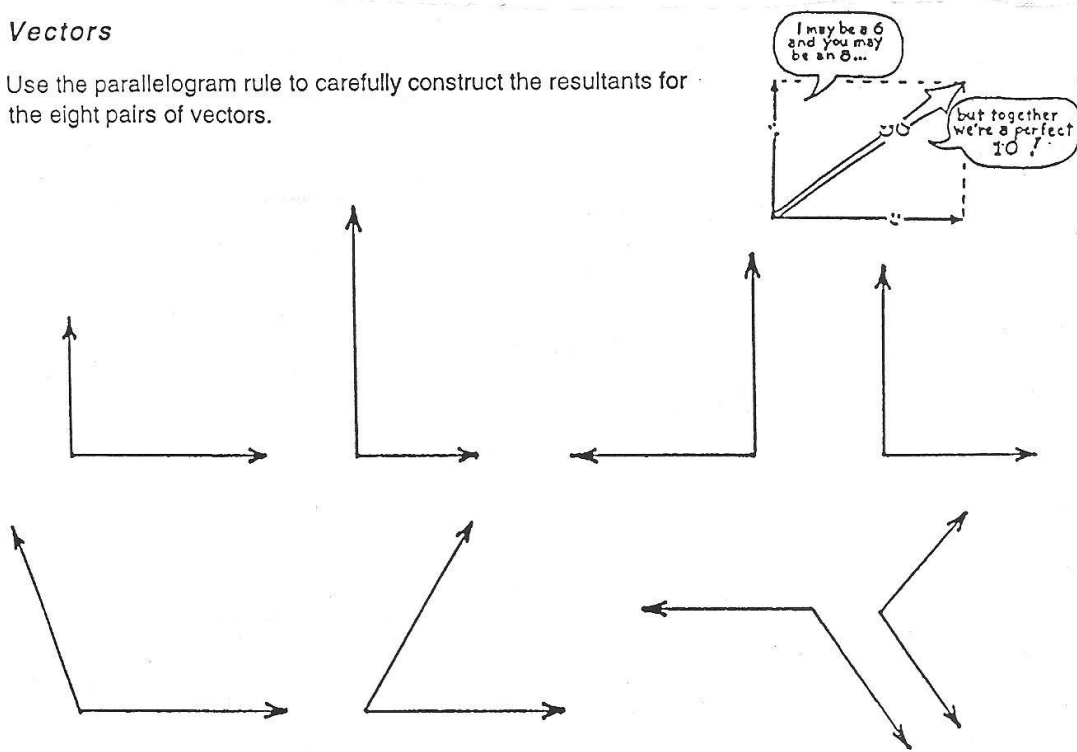 Vectors
I may be a 6
and you may
be an 8...
Use the parallelogram rule to carefully construct the resultants for
the eight pairs of vectors.
but together
we're a perfect
10!